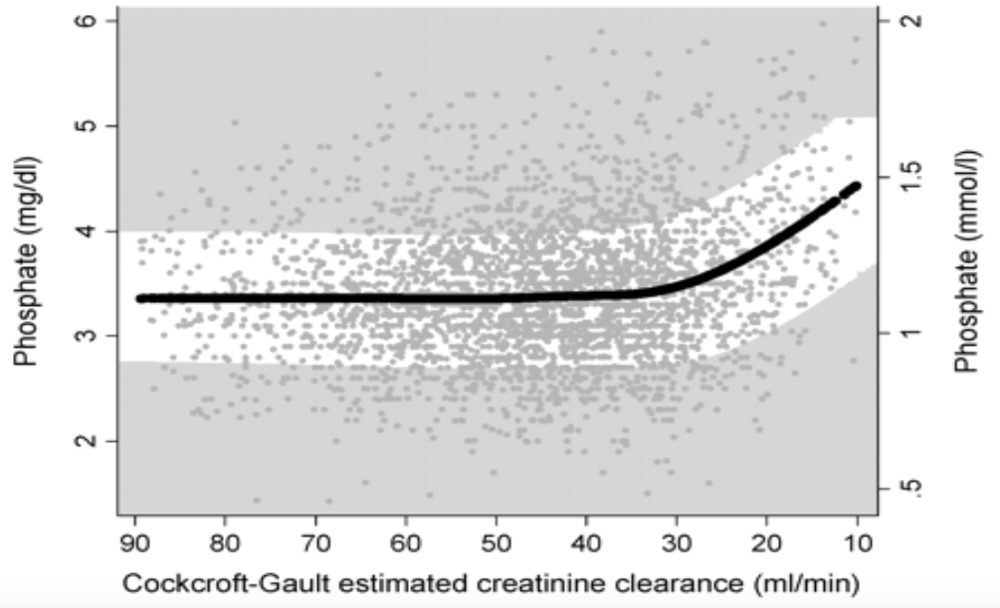 6
5
4
3
2
Phosphate (mg/dl)
2
1.5
1
.5
Phosphate (mmol/l)
90 80 70 60 50 40 30 20 10
Cockcroft-Gault estimated creatinine clearance (ml/min)